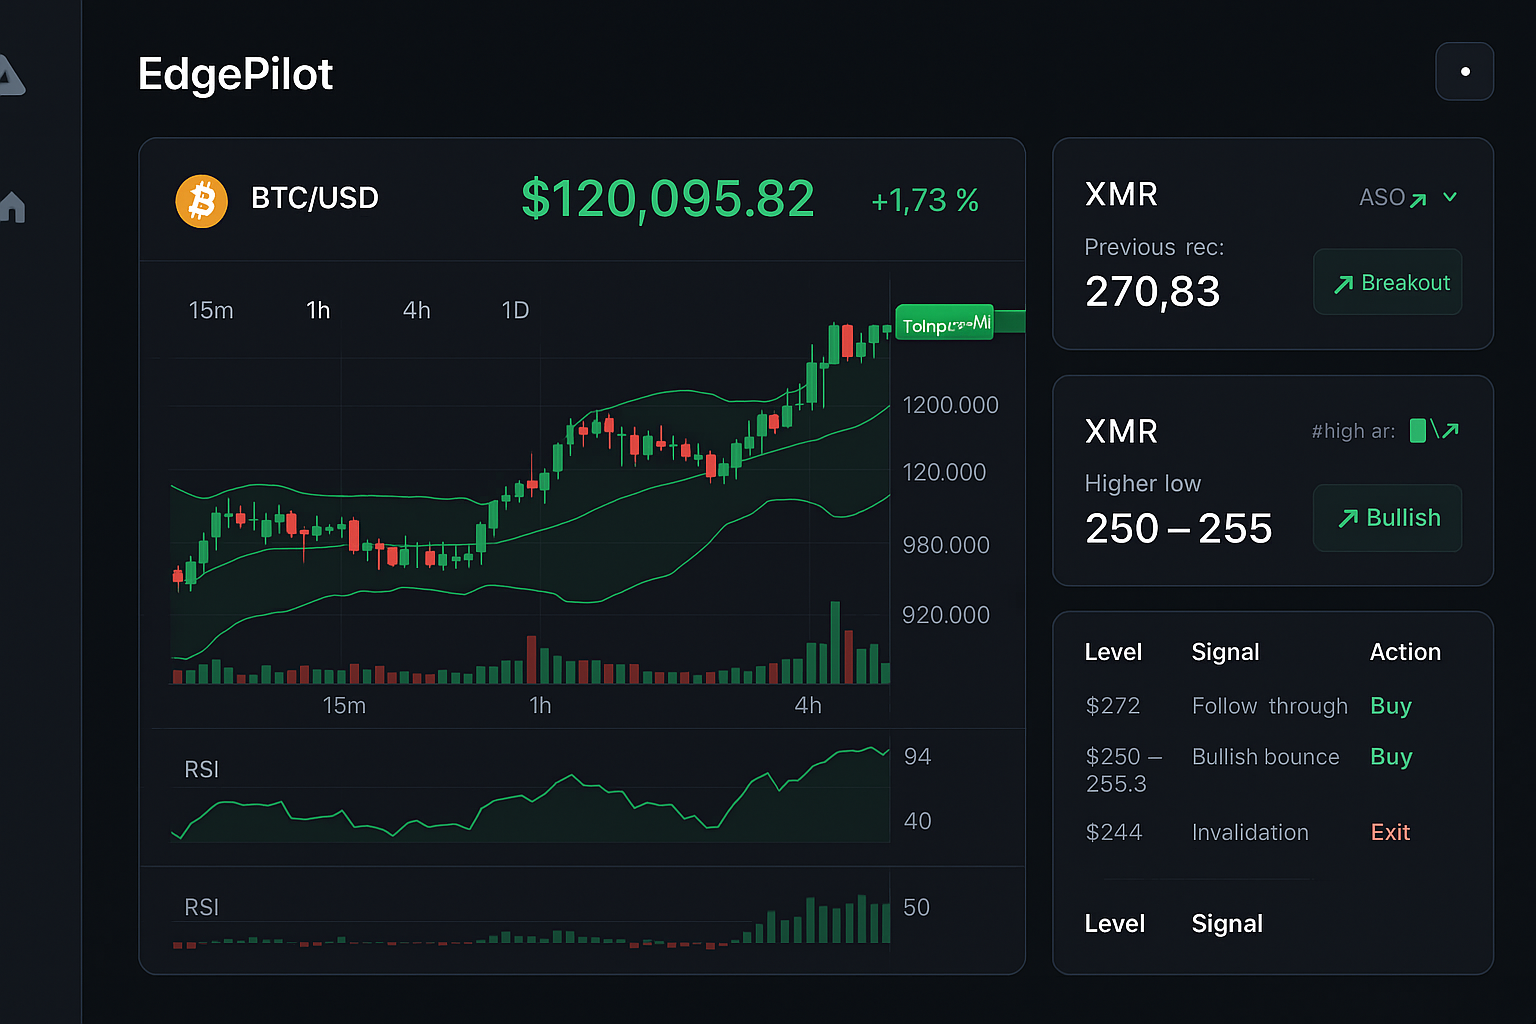 EdgePilot
BTC/USD
$120,095.82
+1,73 %
15m 1h 4h 1D
1200.000
120.000
980.000
920.000
15m 1h 4h
RSI
94
40
RSI
50
XMR
ASO
Previous rec:
270,83
Breakout
XMR
#high ar:
Higher low
250 – 255
Bullish
Level Signal Action
$272 Follow through Buy
$250 – Bullish bounce Buy
255.3
$244 Invalidation Exit
Level Signal